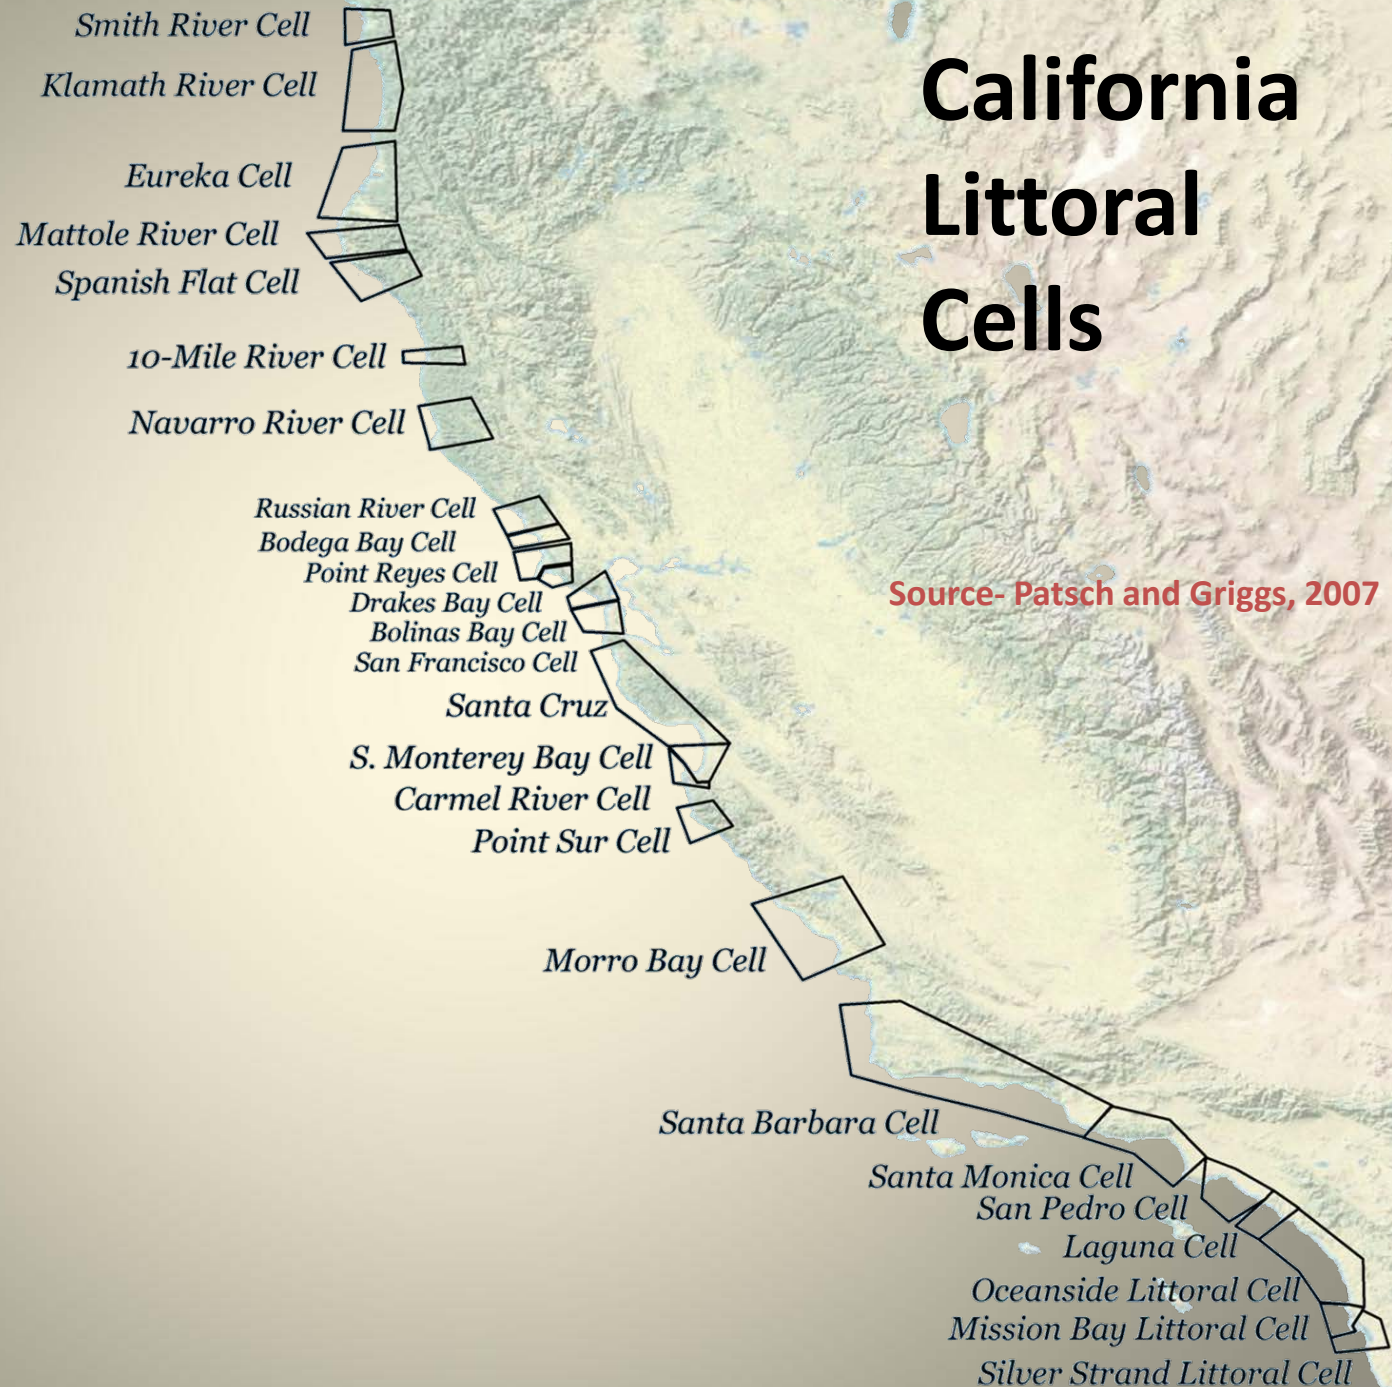 California
Littoral
Cells
Smith River Cell
Klamath River Cell
Eureka Cell
Mattole River Cell
Spanish Flat Cell
10-Mile River Cell
Navarro River Cell
Russian River Cell
Bodega Bay Cell
Point Reyes Cell
Drakes Bay Cell
Bolinas Bay Cell
San Francisco Cell
Santa Cruz
S. Monterey Bay Cell
Carmel River Cell
Point Sur Cell
Morro Bay Cell
Santa Barbara Cell
Santa Monica Cell
San Pedro Cell
Laguna Cell
Oceanside Littoral Cell
Mission Bay Littoral Cell
Silver Strand Littoral Cell
Source- Patsch and Griggs, 2007